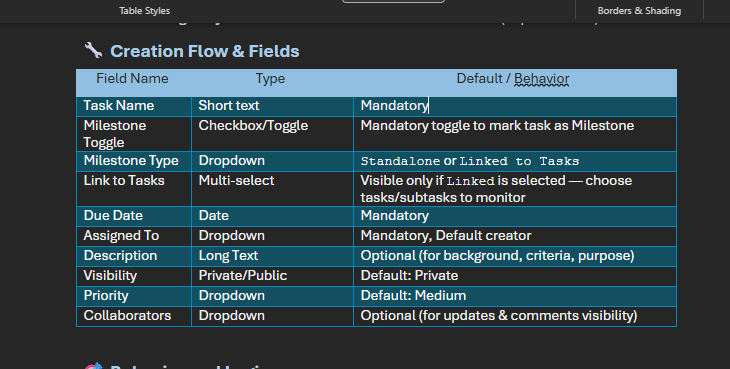 Table Styles
Borders & Shading
Creation Flow & Fields
Field Name Type Default / Behavior
Task Name Short text Mandatory
Milestone Toggle Checkbox/Toggle Mandatory toggle to mark task as Milestone
Milestone Type Dropdown Standalone or Linked to Tasks
Link to Tasks Multi-select Visible only if Linked is selected — choose
tasks/subtasks to monitor
Due Date Date Mandatory
Assigned To Dropdown Mandatory, Default creator
Description Long Text Optional (for background, criteria, purpose)
Visibility Private/Public Default: Private
Priority Dropdown Default: Medium
Collaborators Dropdown Optional (for updates & comments visibility)